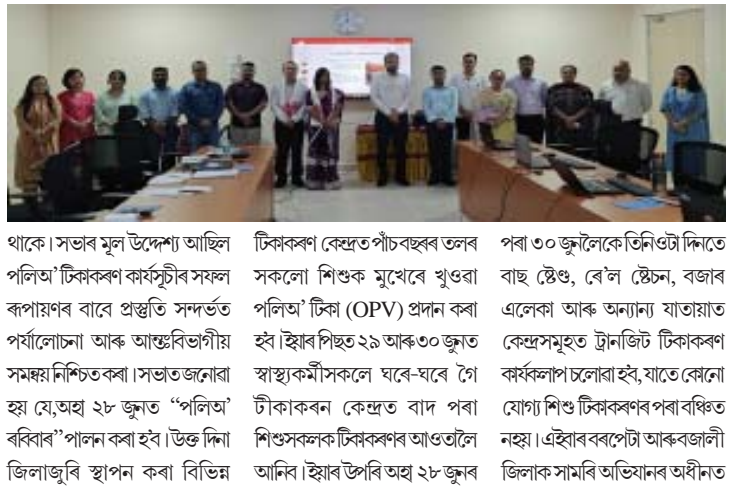 থাকে। সভাৰ মূল উদ্দেশ্য আছিল
পলিঅ' টিকাকৰণ কাৰ্যসূচীৰ সফল
ৰূপায়ণৰ বাবে প্ৰস্তুতি সন্দৰ্ভত
পৰ্যালোচনা আৰু আন্তঃবিভাগীয়
সমন্বয় নিশ্চিত কৰা। সভাত জনোৱা
হয় যে,অহা ২৮ জুনত “পলিঅ'
ৰবিবাৰ” পালন কৰা হ'ব। উক্ত দিনা
জিলাজুৰি স্থাপন কৰা বিভিন্ন
টিকাকৰণ কেন্দ্ৰত পাঁচ বছৰৰ তলৰ
সকলো শিশুক মুখেৰে খুওৱা
পলিঅ' টিকা (OPV) প্ৰদান কৰা
হ'ব। ইয়াৰ পিছত ২৯ আৰু ৩০ জুনত
স্বাস্থ্যকৰ্মীসকলে ঘৰে-ঘৰে গৈ
টীকাকৰন কেন্দ্ৰত বাদ পৰা
শিশুসকলক টিকাকৰণৰ আওতালৈ
আনিব। ইয়াৰ উপৰি অহা ২৮ জুনৰ
পৰা ৩০ জুনলৈকে তিনিওটা দিনতে
বাছ ষ্টেণ্ড, ৰে'ল ষ্টেচন, বজাৰ
এলেকা আৰু অন্যান্য যাতায়াত
কেন্দ্ৰসমূহত ট্ৰানজিট টিকাকৰণ
কাৰ্যকলাপ চলোৱা হ'ব, যাতে কোনো
যোগ্য শিশু টিকাকৰণৰ পৰা বঞ্চিত
নহয়। এইবাৰ বৰপেটা আৰু বজালী
জিলাক সামৰি অভিযানৰ অধীনত